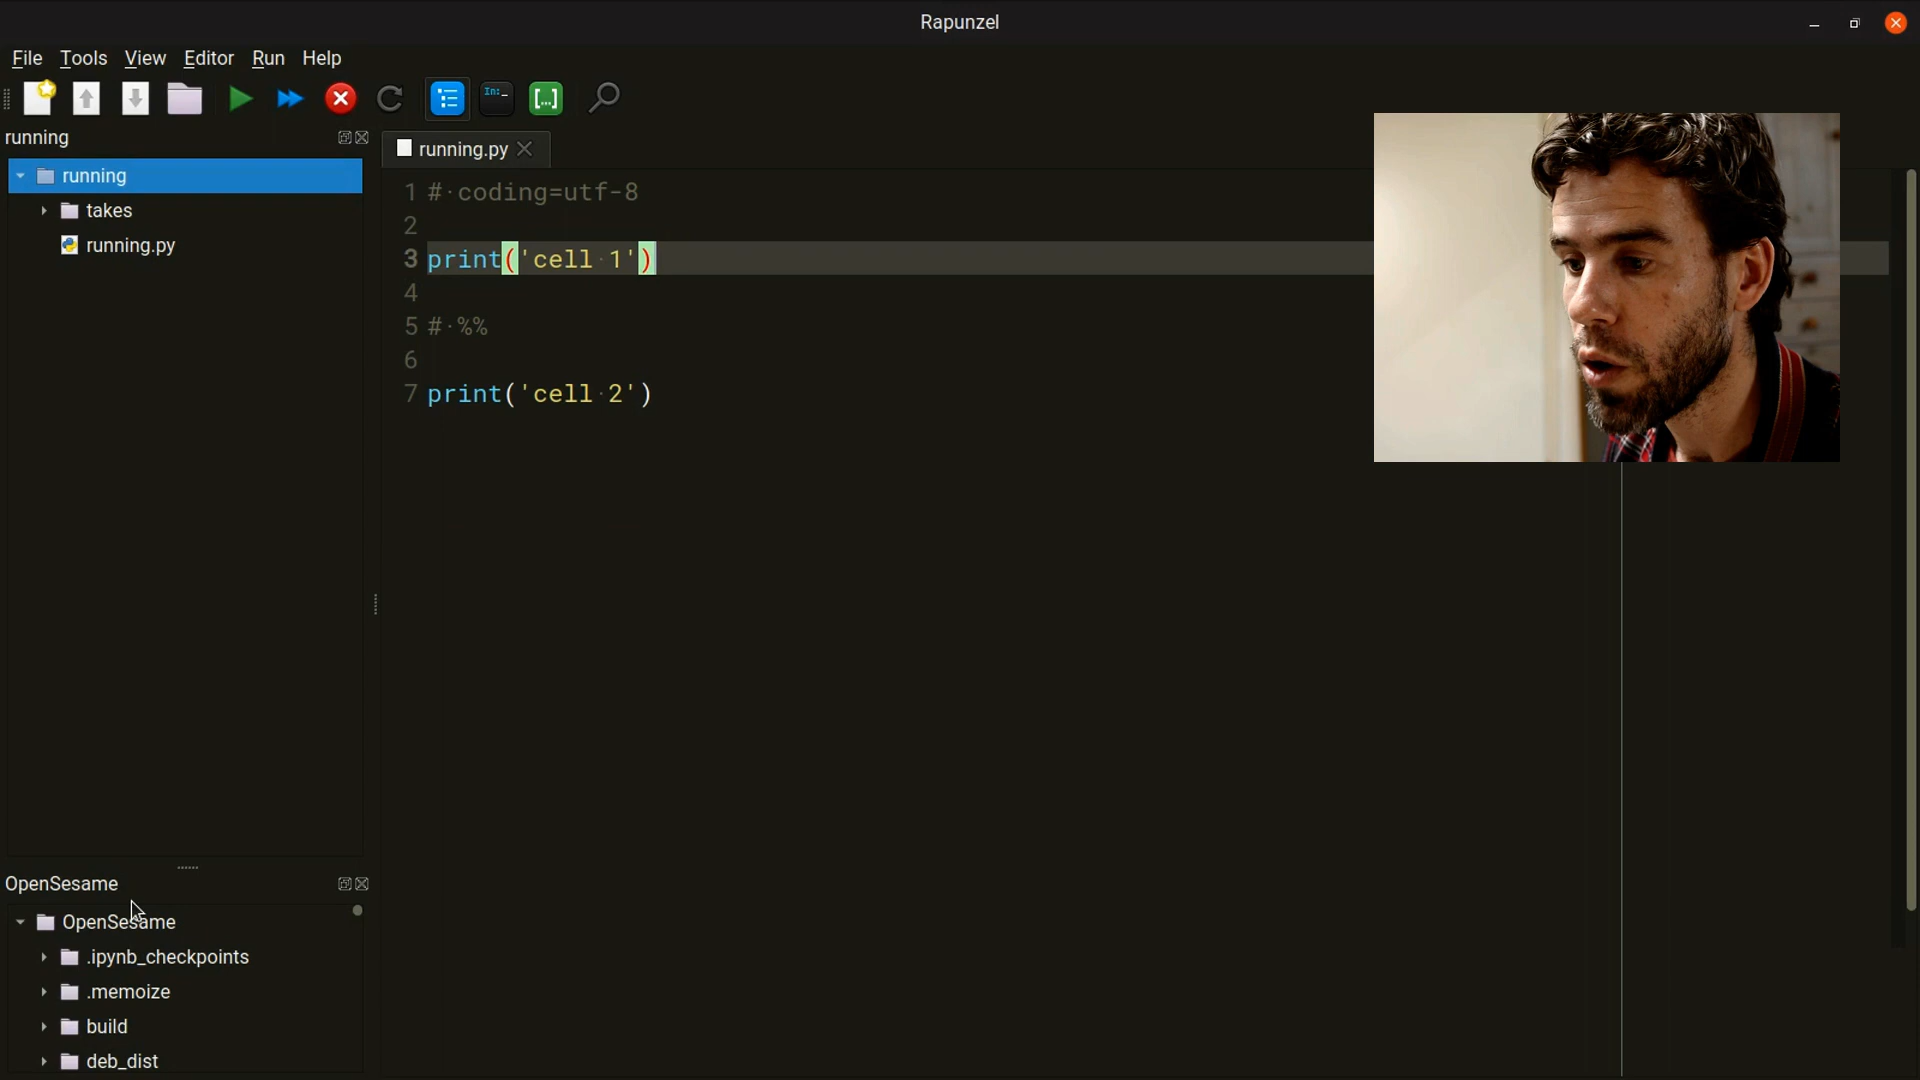 Rapunzel
File Tools View Editor Run Help
In:_
[...]
running
running
takes
running.py
running.py
1 # coding=utf-8
2
3 print('cell 1')
4
5 # %%
6
7 print('cell 2')
OpenSesame
OpenSesame
.ipynb_checkpoints
.memoize
build
deb_dist